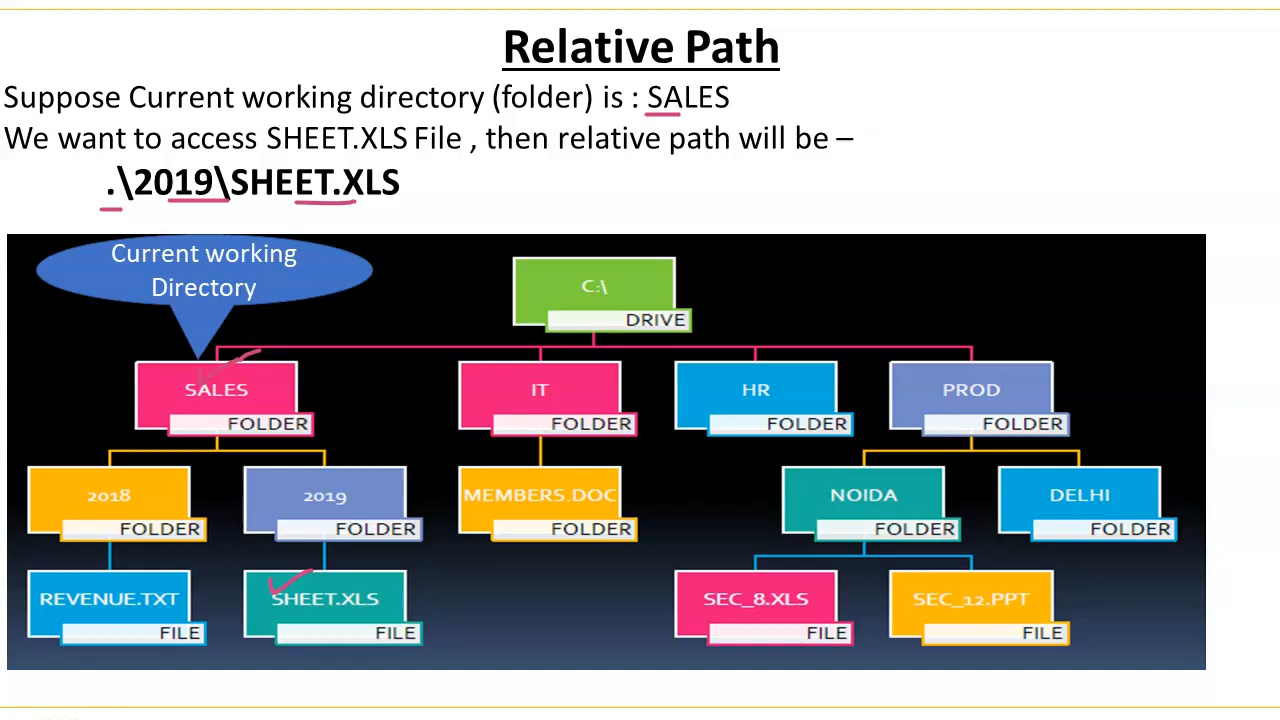 Relative Path
Suppose Current working directory (folder) is : SALES
We want to access SHEET.XLS File , then relative path will be –
.\2019\SHEET.XLS
Current working
Directory
C:\
DRIVE
SALES
FOLDER
IT
FOLDER
HR
FOLDER
PROD
FOLDER
2018
FOLDER
2019
FOLDER
MEMBERS.DOC
FOLDER
NOIDA
FOLDER
DELHI
FOLDER
REVENUE.TXT
FILE
SHEET.XLS
FILE
SEC_8.XLS
FILE
SEC_12.PPT
FILE